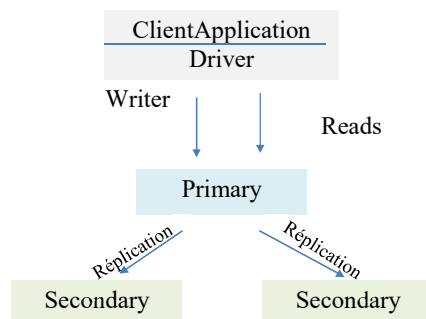 ClientApplication
Driver
Writer
Reads
Primary
Réplication
Réplication
Secondary
Secondary